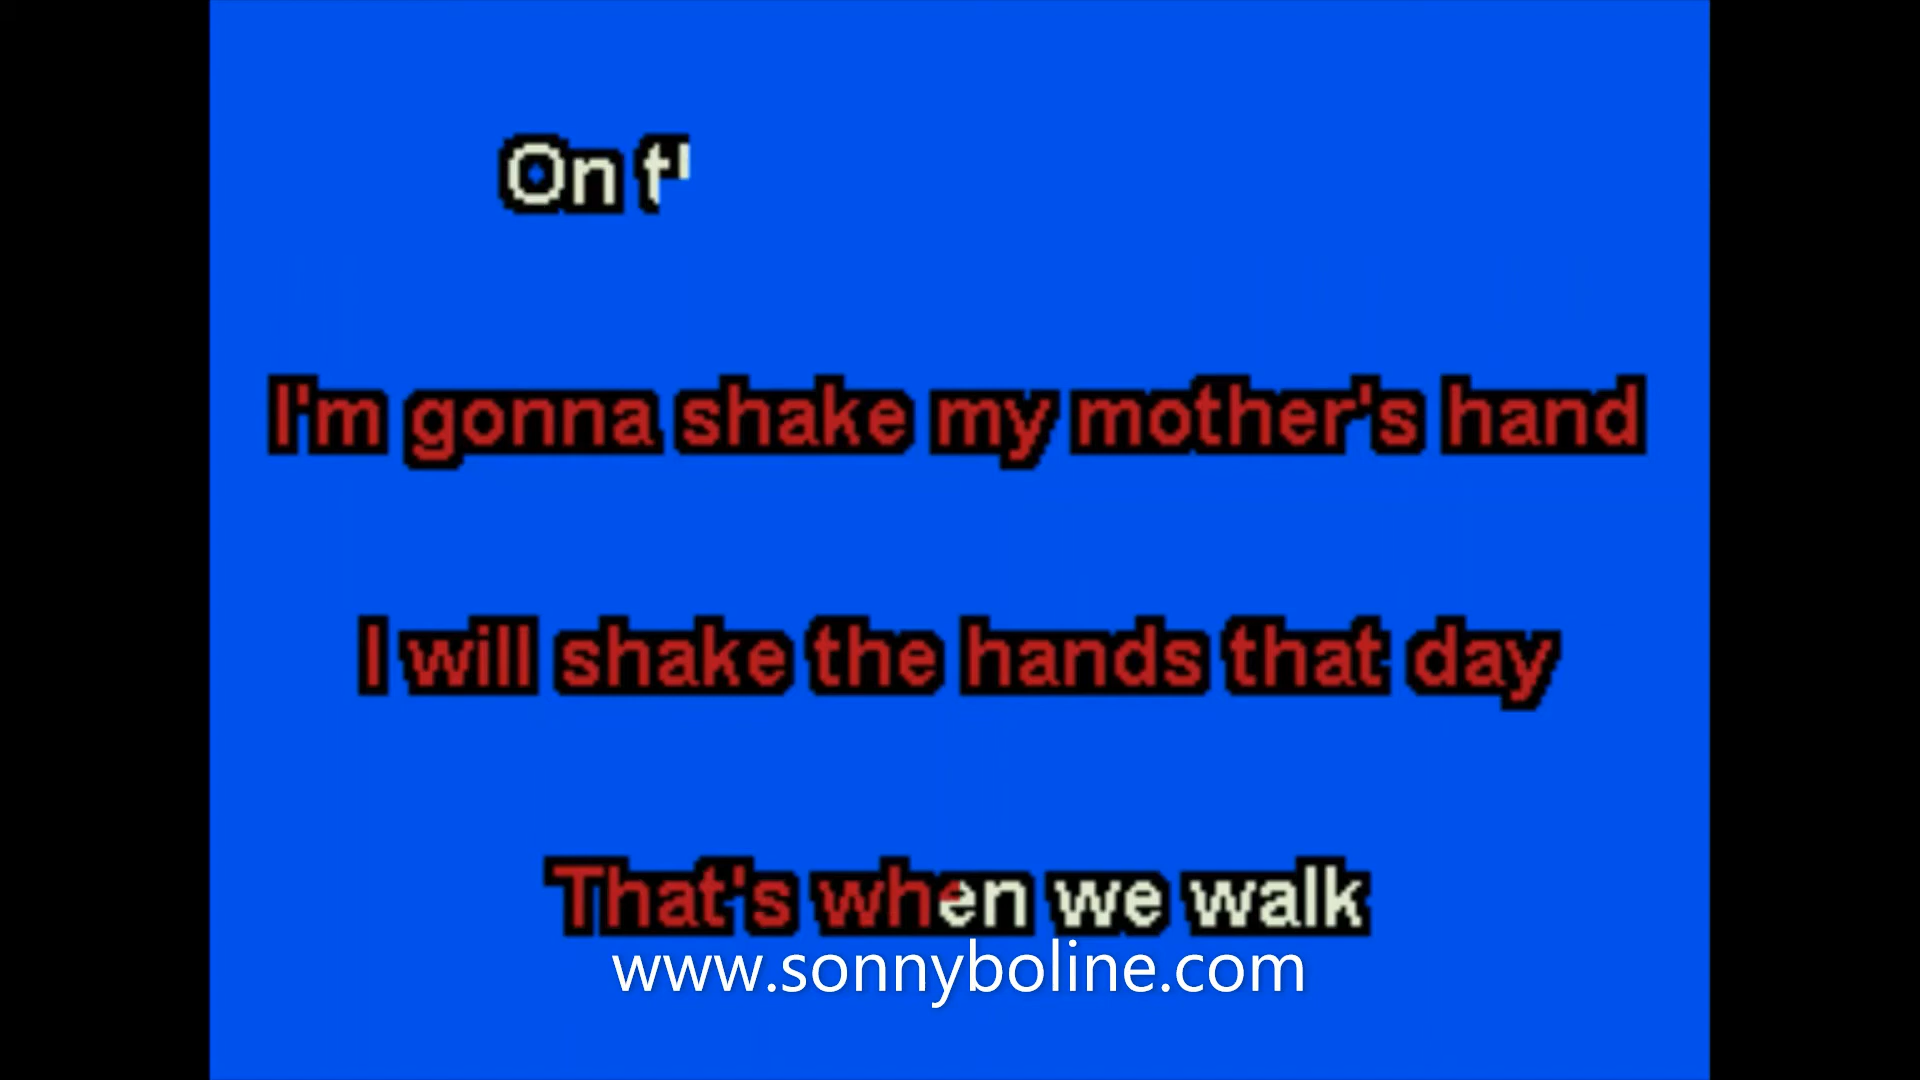 On
I'm gonna shake my mother's hand
I will shake the hands that day
That's when we walk
www.sonnyboline.com